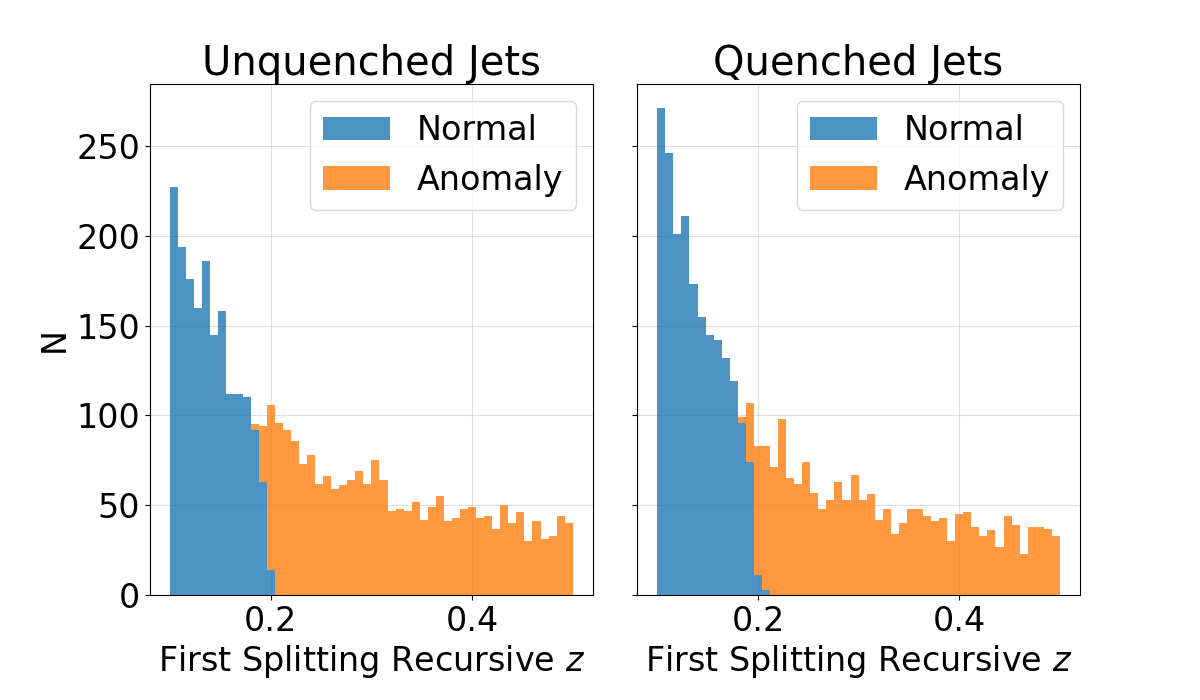 Unquenched Jets
Quenched Jets
Normal
Anomaly
Normal
Anomaly
N
250
200
150
100
50
0
0.2
0.4
0.2
0.4
First Splitting Recursive z
First Splitting Recursive z